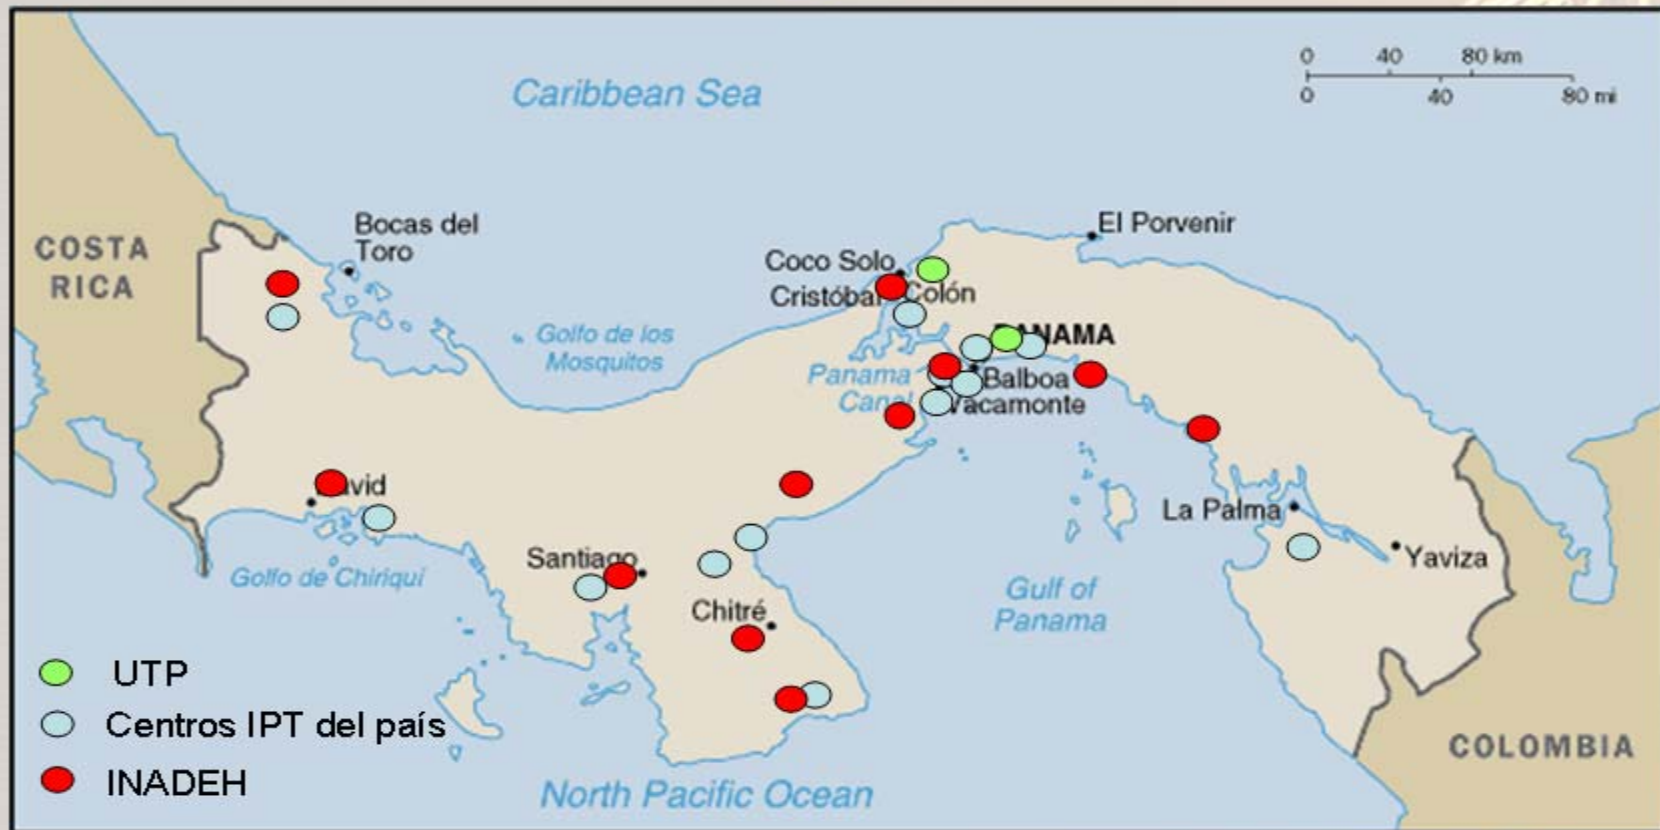 0 40 80 km
0 40 80 mi
Caribbean Sea
COSTA
RICA
Bocas del
Toro
El Porvenir
Coco Solo
Cristóbal
Colón
Golfo de los
Mosquitos
PANAMA
Panama
Canal
Balboa
Vacamonte
David
La Palma
Yaviza
Santiago
Golfo de Chiriquí
Chitré
Gulf of
Panama
UTP
Centros IPT del país
INADEH
North Pacific Ocean
COLOMBIA